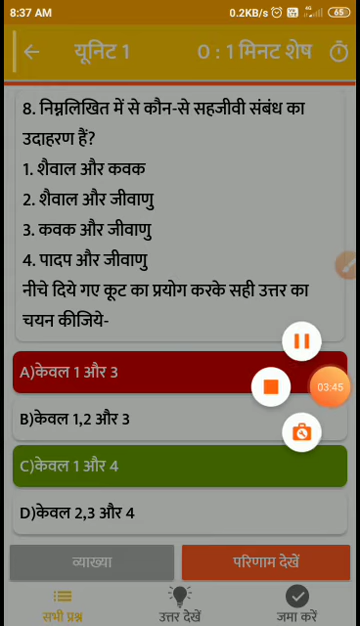 8:37 AM 0.2KB/s 4G 65
यूनिट 1 0 : 1 मिनट शेष
8. निम्नलिखित में से कौन-से सहजीवी संबंध का
उदाहरण हैं?
1. शैवाल और कवक
2. शैवाल और जीवाणु
3. कवक और जीवाणु
4. पादप और जीवाणु
नीचे दिये गए कूट का प्रयोग करके सही उत्तर का
चयन कीजिये-
A)केवल 1 और 3
03:45
B)केवल 1,2 और 3
C)केवल 1 और 4
D)केवल 2,3 और 4
व्याख्या परिणाम देखें
सभी प्रश्न उत्तर देखें जमा करें